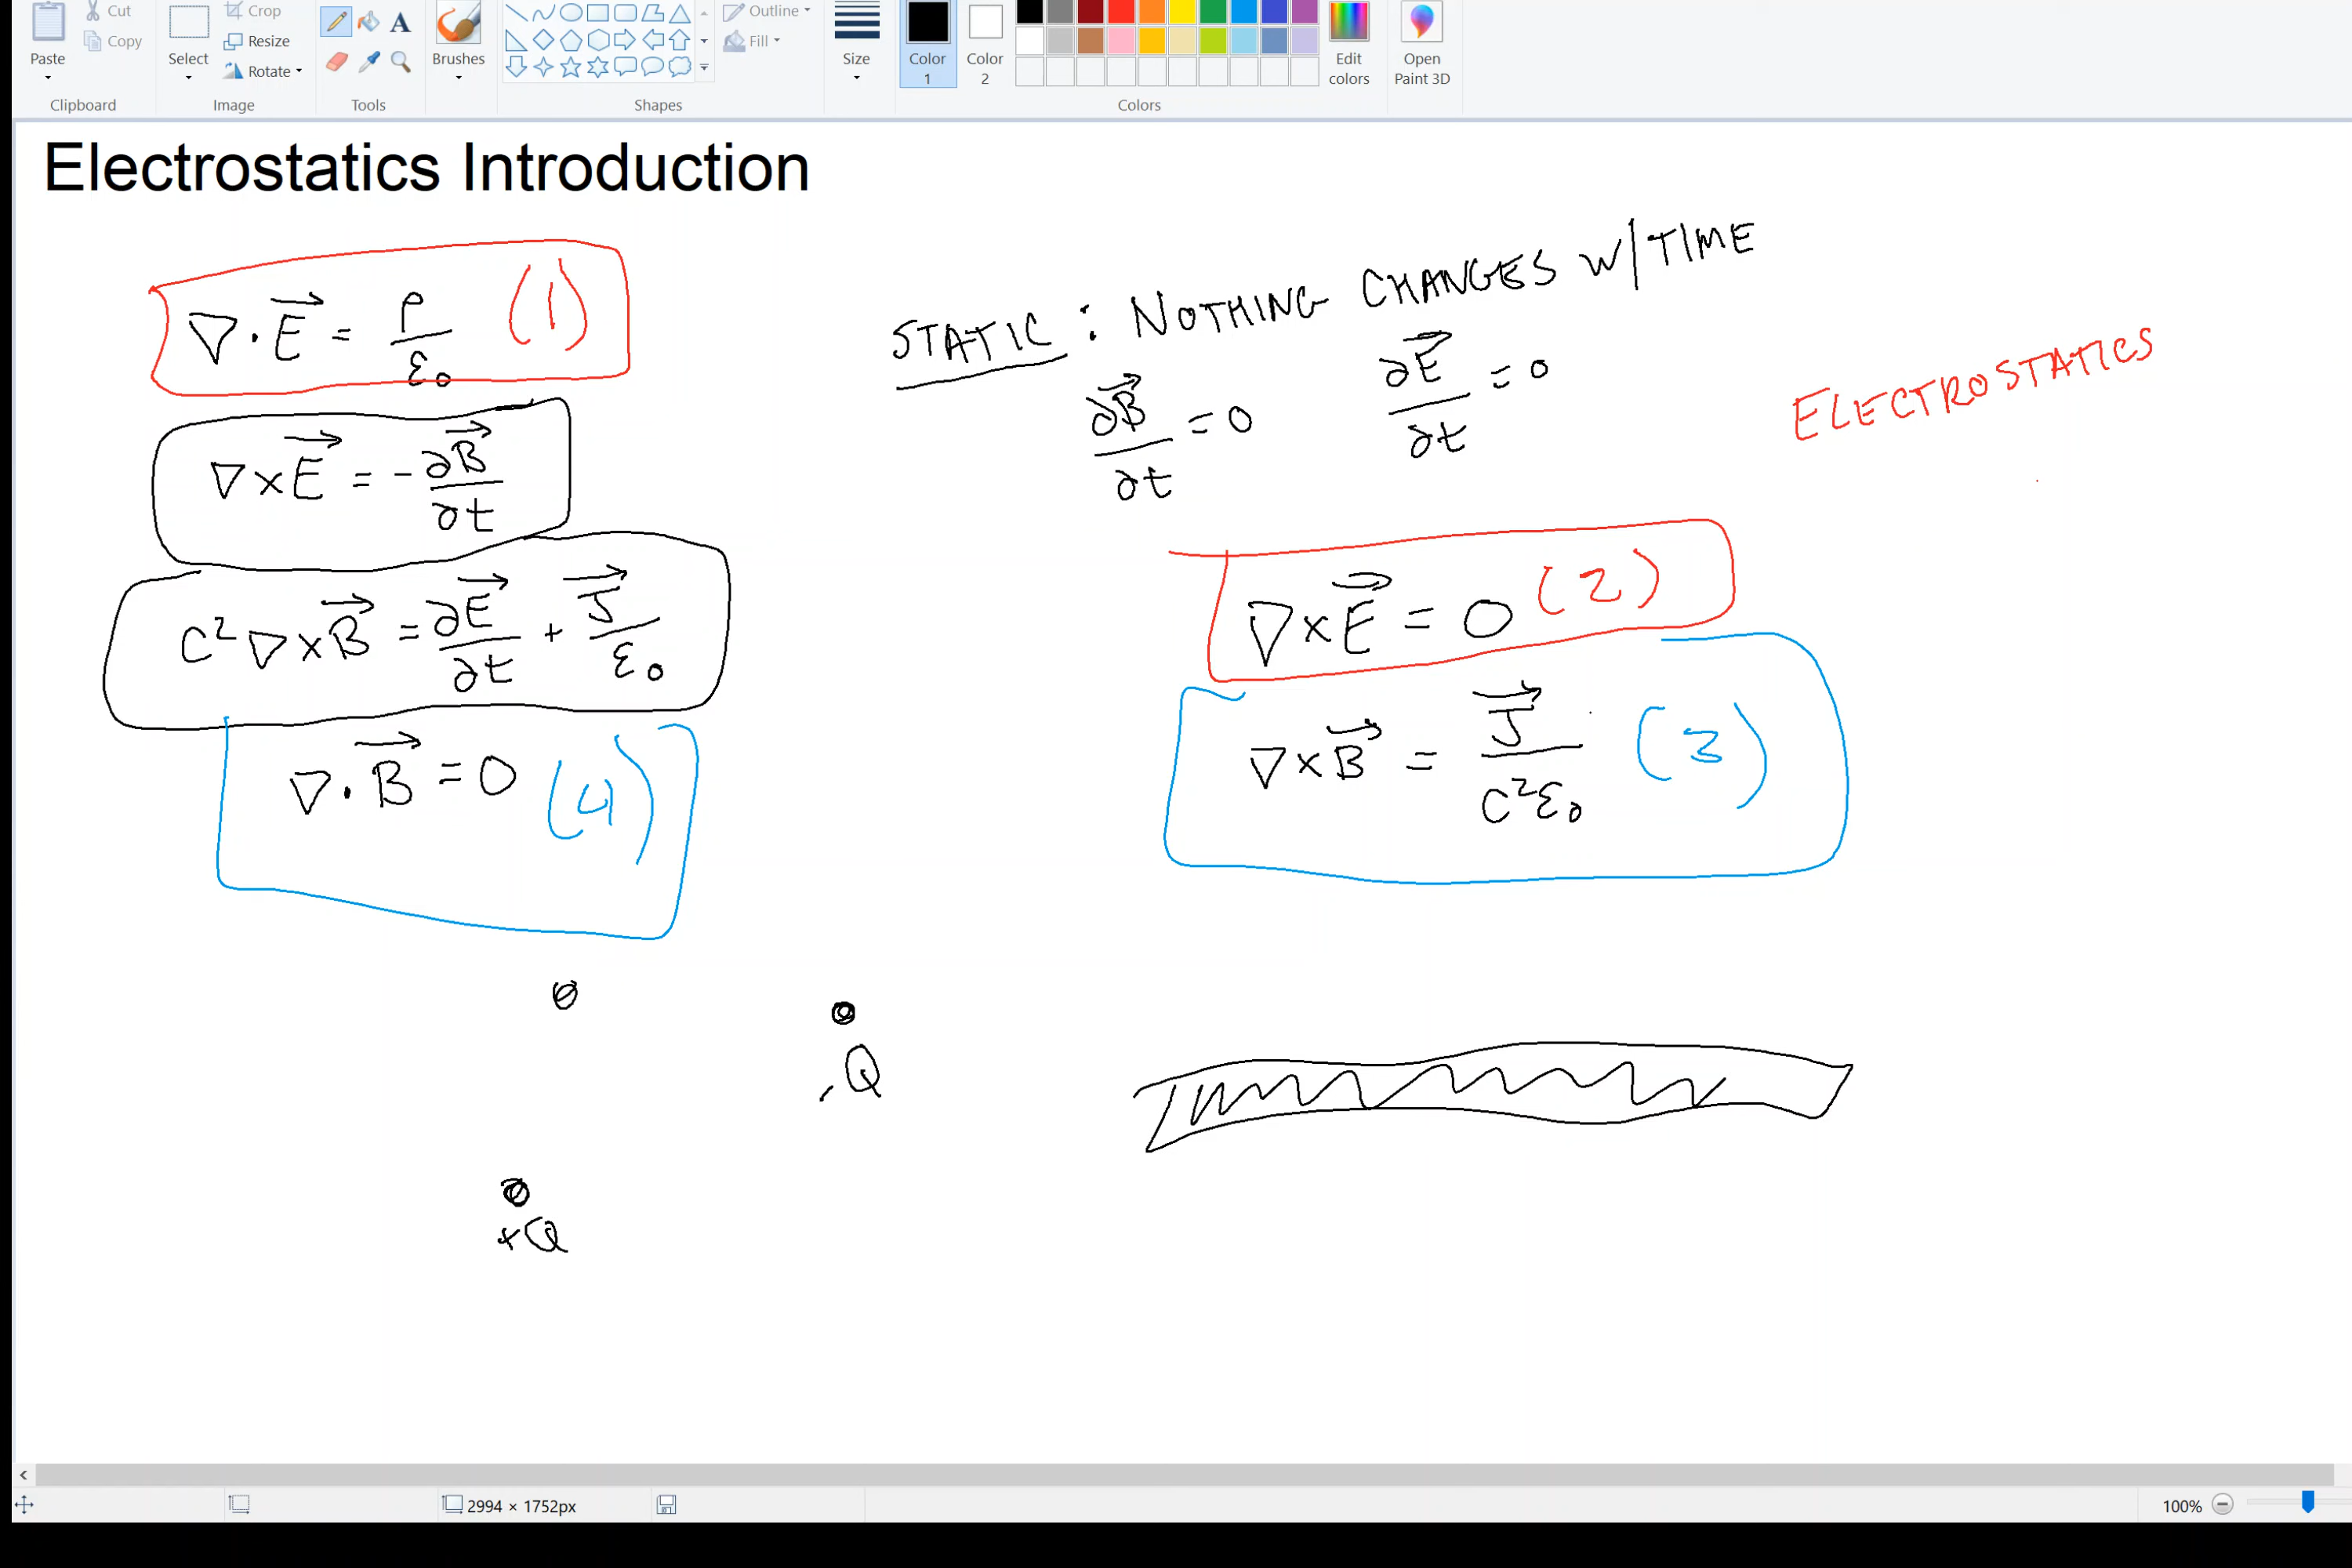 Paste
Cut
Copy
Clipboard
Select
Crop
Resize
Rotate
Image
A
Tools
Brushes
Shapes
Outline
Fill
Size
Color
1
Color
2
Colors
Edit
colors
Open
Paint 3D
Electrostatics Introduction
∇·E⃗ = ρ/ε₀ (1)
∇×E⃗ = -∂B⃗/∂t
C²∇×B⃗ = ∂E⃗/∂t + J⃗/ε₀
∇·B⃗ = 0 (4)
STATIC : NOTHING CHANGES W/TIME
∂B⃗/∂t = 0 ∂E⃗/∂t = 0
ELECTROSTATICS
∇×E⃗ = 0 (2)
∇×B⃗ = J⃗/C²ε₀ (3)
-Q
+Q
2994 × 1752px
100%